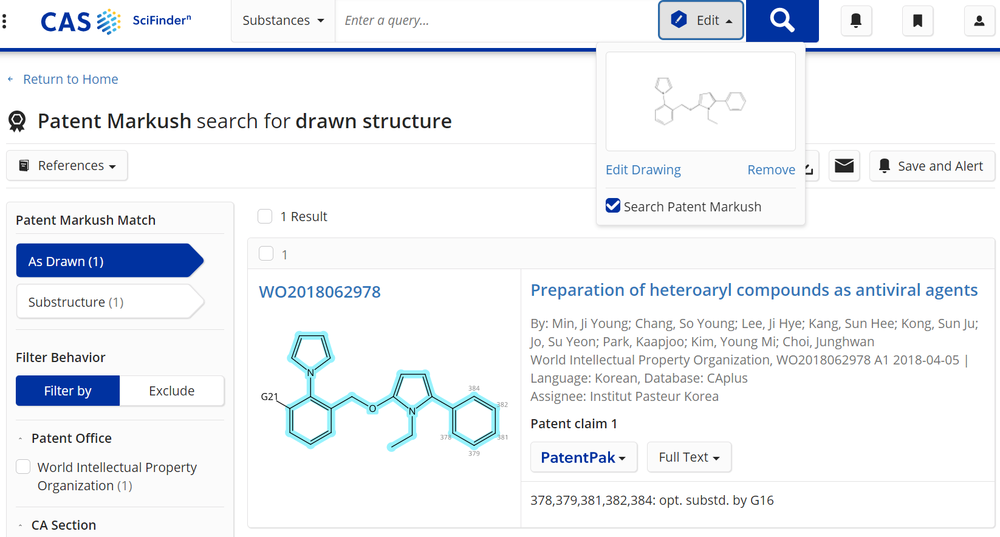 CAS SciFinderⁿ Substances Enter a query... Edit
Return to Home
Patent Markush search for drawn structure
Edit Drawing Remove
References Save and Alert
Search Patent Markush
Patent Markush Match
As Drawn (1)
Substructure (1)
Filter Behavior
Filter by Exclude
Patent Office
World Intellectual Property
Organization (1)
CA Section
1 Result
1
WO2018062978
N
G21
O
N
384
382
378
381
379
Preparation of heteroaryl compounds as antiviral agents
By: Min, Ji Young; Chang, So Young; Lee, Ji Hye; Kang, Sun Hee; Kong, Sun Ju;
Jo, Su Yeon; Park, Kaapjoo; Kim, Young Mi; Choi, Junghwan
World Intellectual Property Organization, WO2018062978 A1 2018-04-05 |
Language: Korean, Database: CAplus
Assignee: Institut Pasteur Korea
Patent claim 1
PatentPak Full Text
378,379,381,382,384: opt. substd. by G16